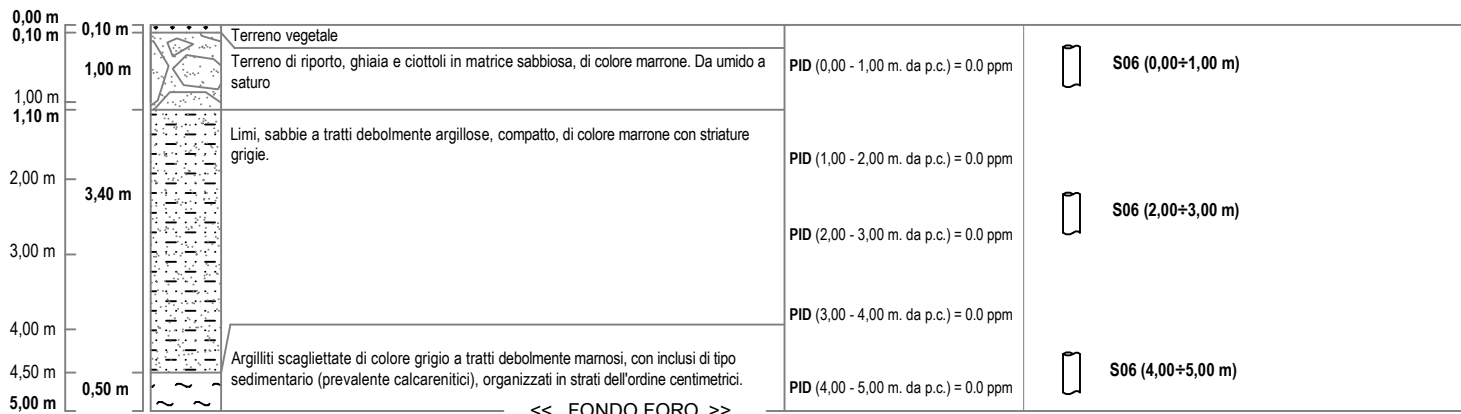 0,00 m
0,10 m
0,10 m
Terreno vegetale
1,00 m
Terreno di riporto, ghiaia e ciottoli in matrice sabbiosa, di colore marrone. Da umido a
saturo
PID (0,00 - 1,00 m. da p.c.) = 0.0 ppm
S06 (0,00÷1,00 m)
1,00 m
1,10 m
Limi, sabbie a tratti debolmente argillose, compatto, di colore marrone con striature
grigie.
PID (1,00 - 2,00 m. da p.c.) = 0.0 ppm
2,00 m
3,40 m
S06 (2,00÷3,00 m)
PID (2,00 - 3,00 m. da p.c.) = 0.0 ppm
3,00 m
PID (3,00 - 4,00 m. da p.c.) = 0.0 ppm
4,00 m
4,50 m
Argilliti scagliettate di colore grigio a tratti debolmente marnosi, con inclusi di tipo
sedimentario (prevalente calcarenitici), organizzati in strati dell'ordine centimetrici.
0,50 m
PID (4,00 - 5,00 m. da p.c.) = 0.0 ppm
S06 (4,00÷5,00 m)
5,00 m
<< FONDO FORO >>